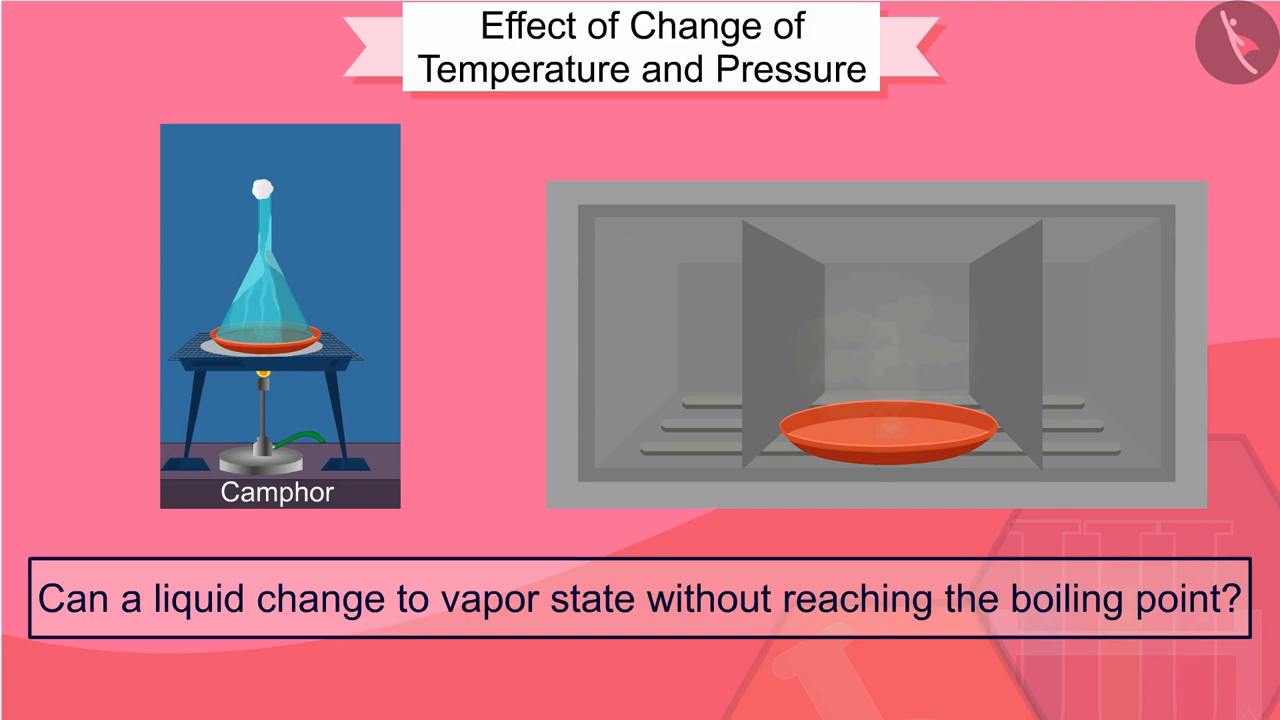 Effect of Change of
Temperature and Pressure
Camphor
Can a liquid change to vapor state without reaching the boiling point?